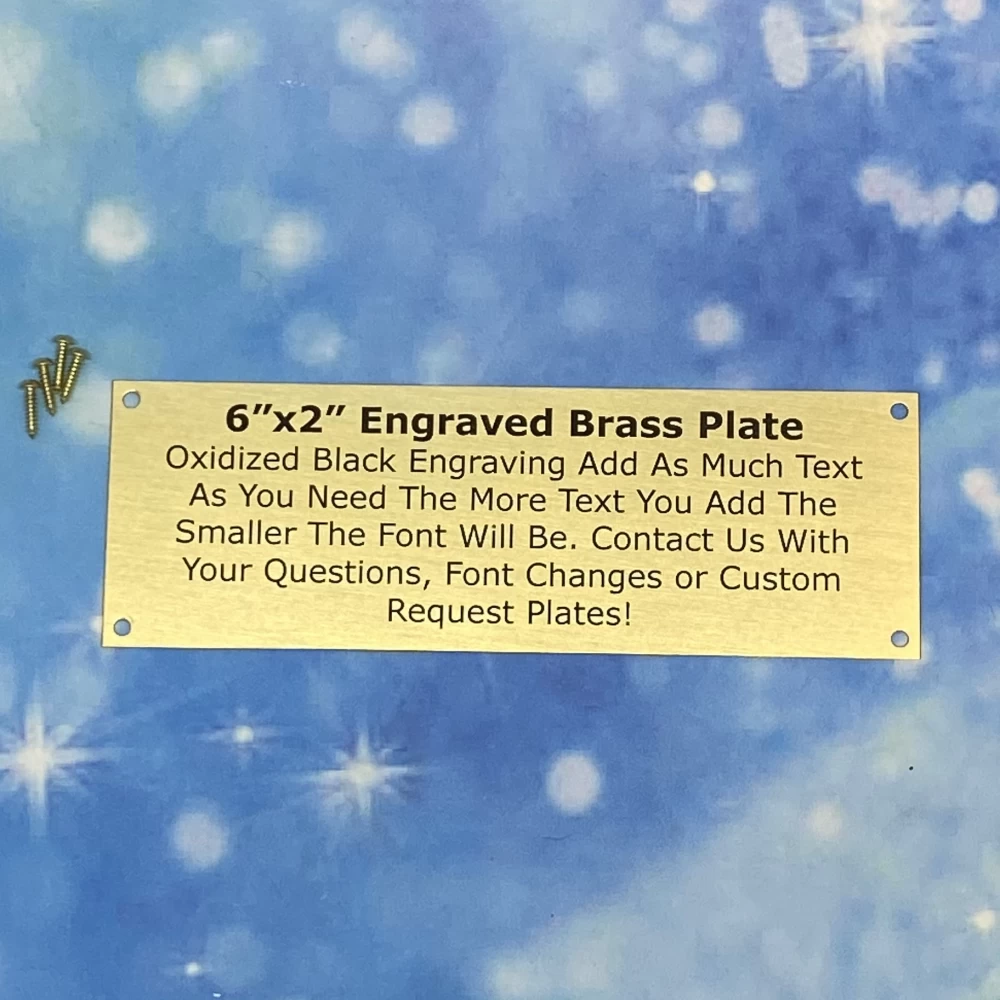 6″x2″ Engraved Brass Plate
Oxidized Black Engraving Add As Much Text
As You Need The More Text You Add The
Smaller The Font Will Be. Contact Us With
Your Questions, Font Changes or Custom
Request Plates!